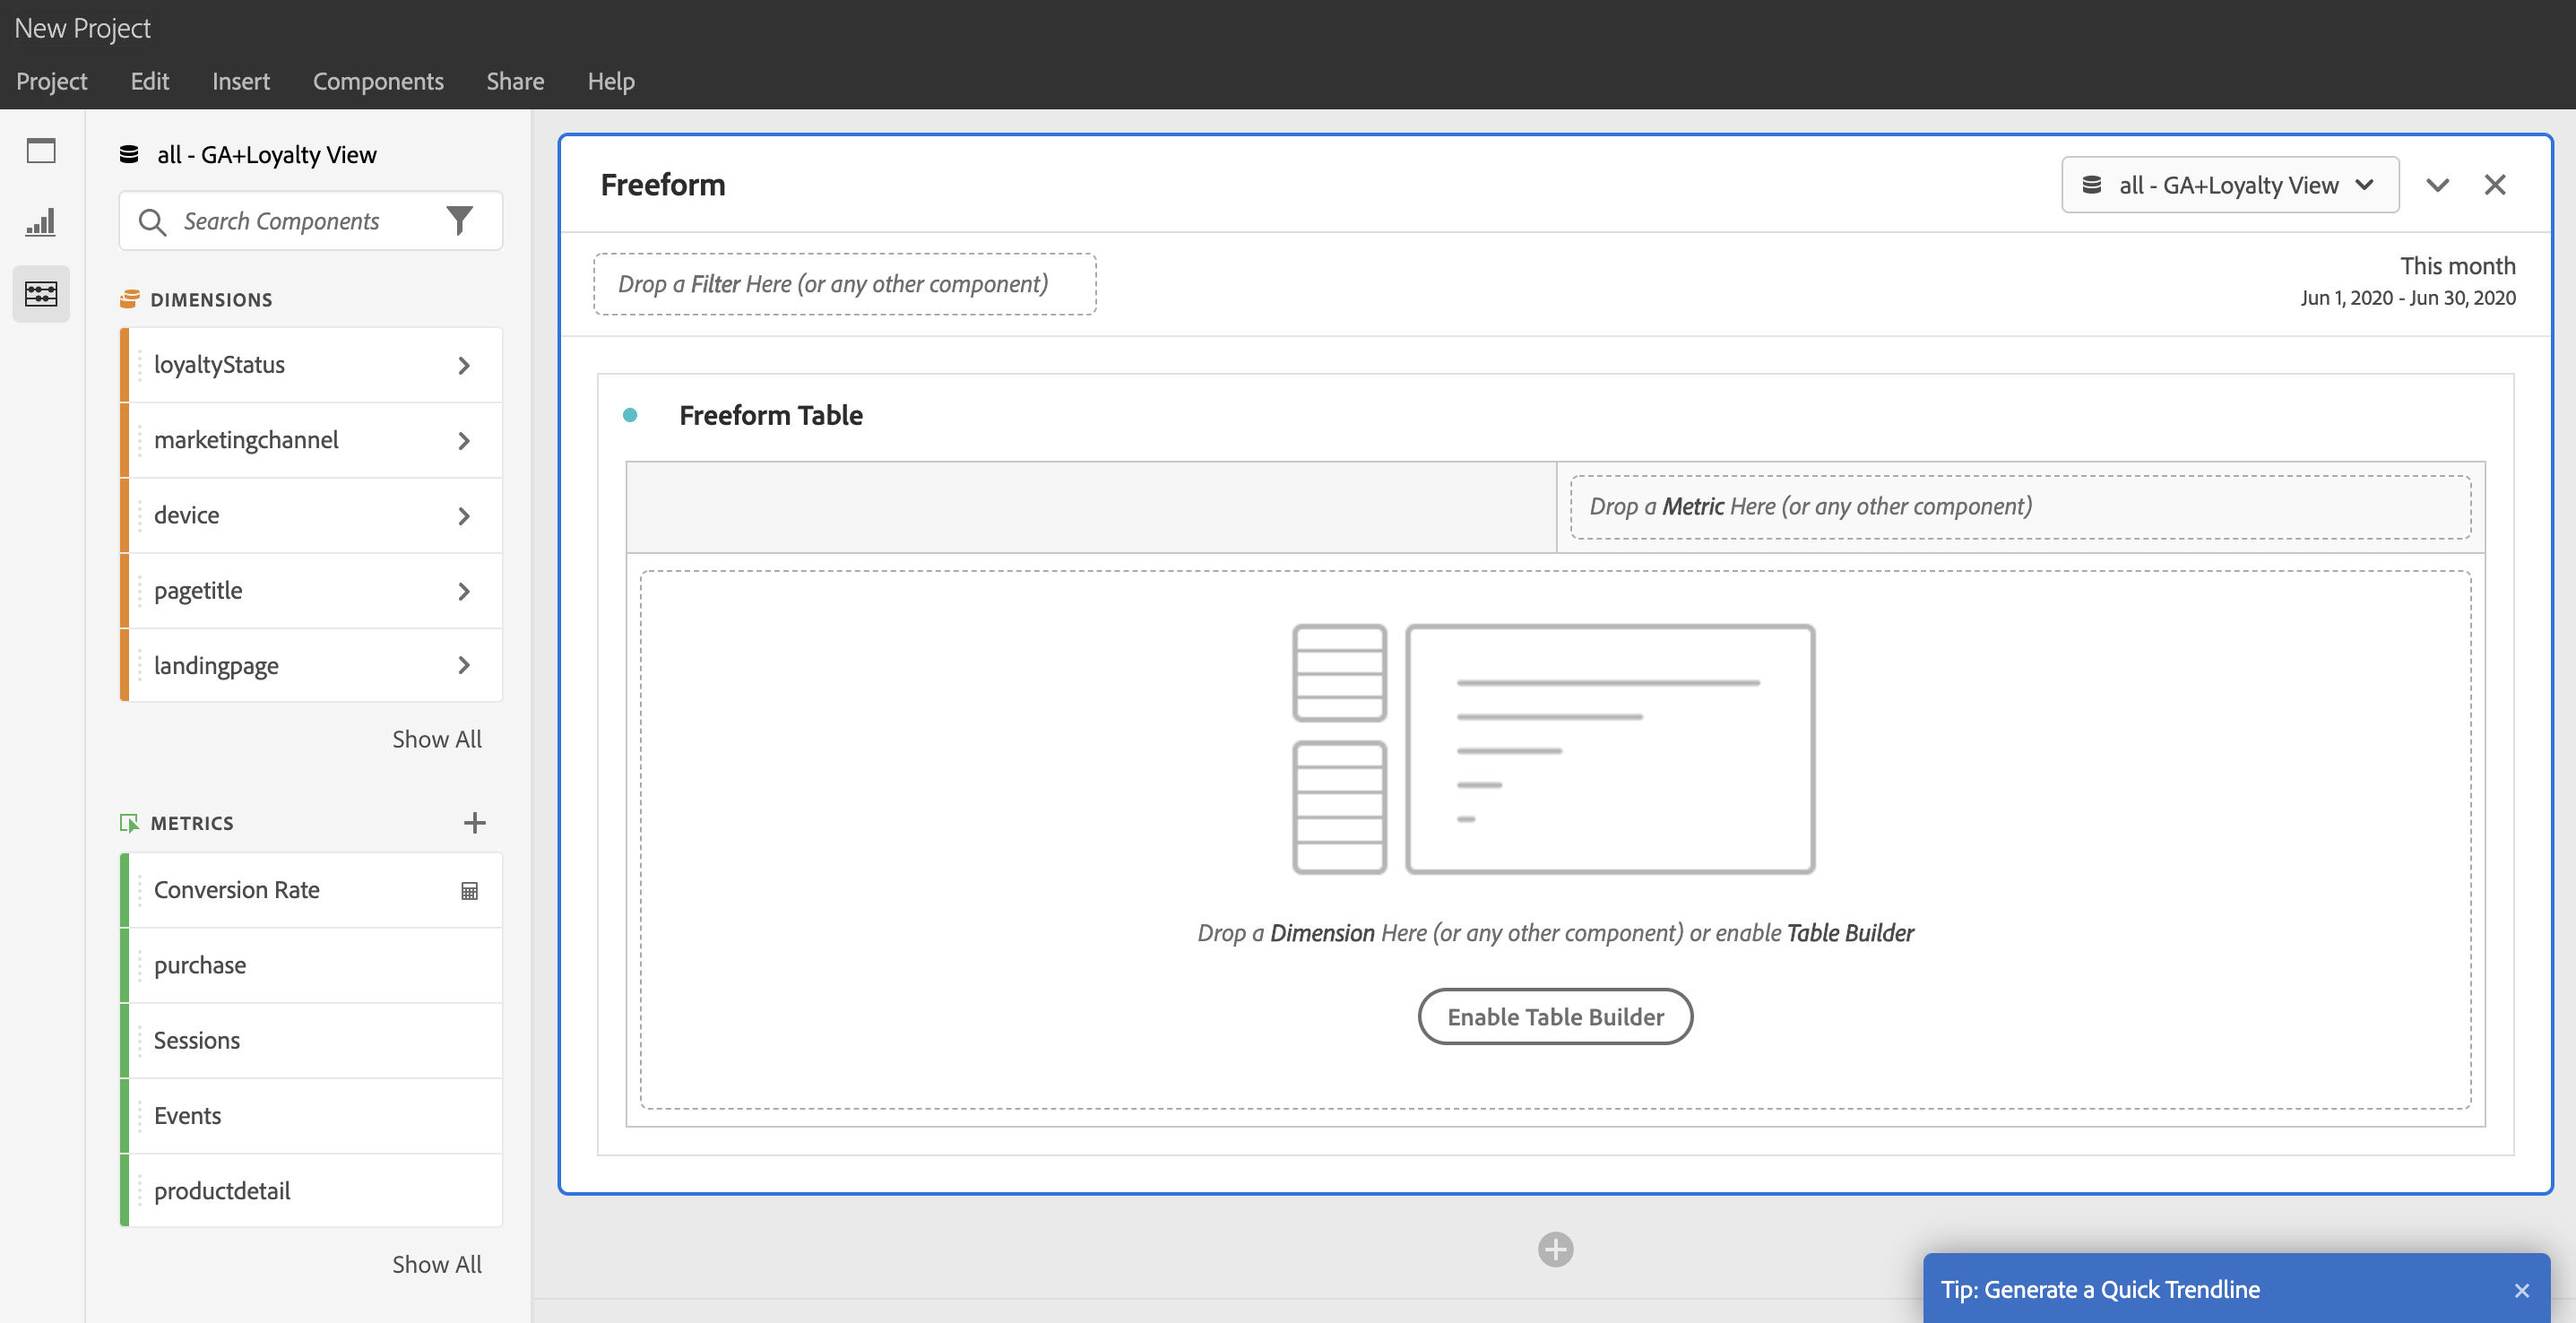 New Project
Project Edit Insert Components Share Help
all - GA+Loyalty View
Search Components
DIMENSIONS
loyaltyStatus
marketingchannel
device
pagetitle
landingpage
Show All
METRICS
Conversion Rate
purchase
Sessions
Events
productdetail
Show All
Freeform
all - GA+Loyalty View
Drop a Filter Here (or any other component)
This month
Jun 1, 2020 - Jun 30, 2020
Freeform Table
Drop a Metric Here (or any other component)
Drop a Dimension Here (or any other component) or enable Table Builder
Enable Table Builder
Tip: Generate a Quick Trendline